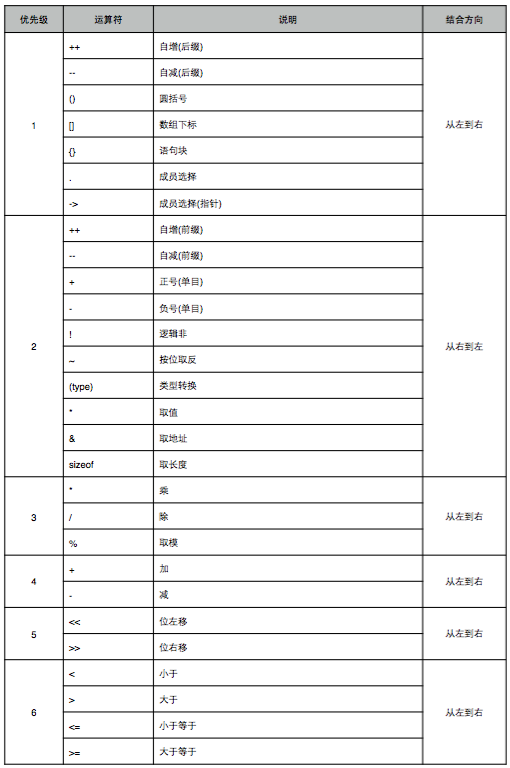 优先级 运算符 说明 结合方向
1 ++ 自增(后缀) 从左到右
-- 自减(后缀)
() 圆括号
[] 数组下标
{} 语句块
. 成员选择
-> 成员选择(指针)
2 ++ 自增(前缀) 从右到左
-- 自减(前缀)
+ 正号(单目)
- 负号(单目)
! 逻辑非
~ 按位取反
(type) 类型转换
* 取值
& 取地址
sizeof 取长度
3 * 乘 从左到右
/ 除
% 取模
4 + 加 从左到右
- 减
5 << 位左移 从左到右
>> 位右移
6 < 小于 从左到右
> 大于
<= 小于等于
>= 大于等于